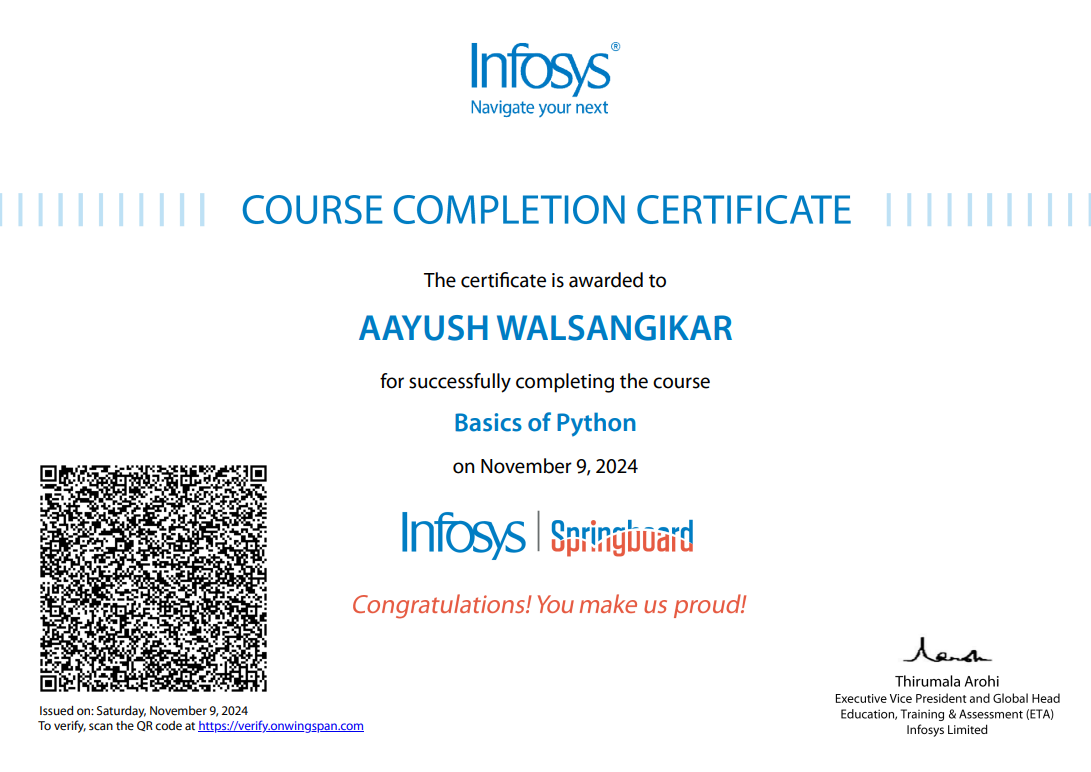 Infosys®
Navigate your next
COURSE COMPLETION CERTIFICATE
The certificate is awarded to
AAYUSH WALSANGIKAR
for successfully completing the course
Basics of Python
on November 9, 2024
Infosys | Springboard
Congratulations! You make us proud!
Issued on: Saturday, November 9, 2024
To verify, scan the QR code at https://verify.onwingspan.com
Thirumala Arohi
Executive Vice President and Global Head
Education, Training & Assessment (ETA)
Infosys Limited